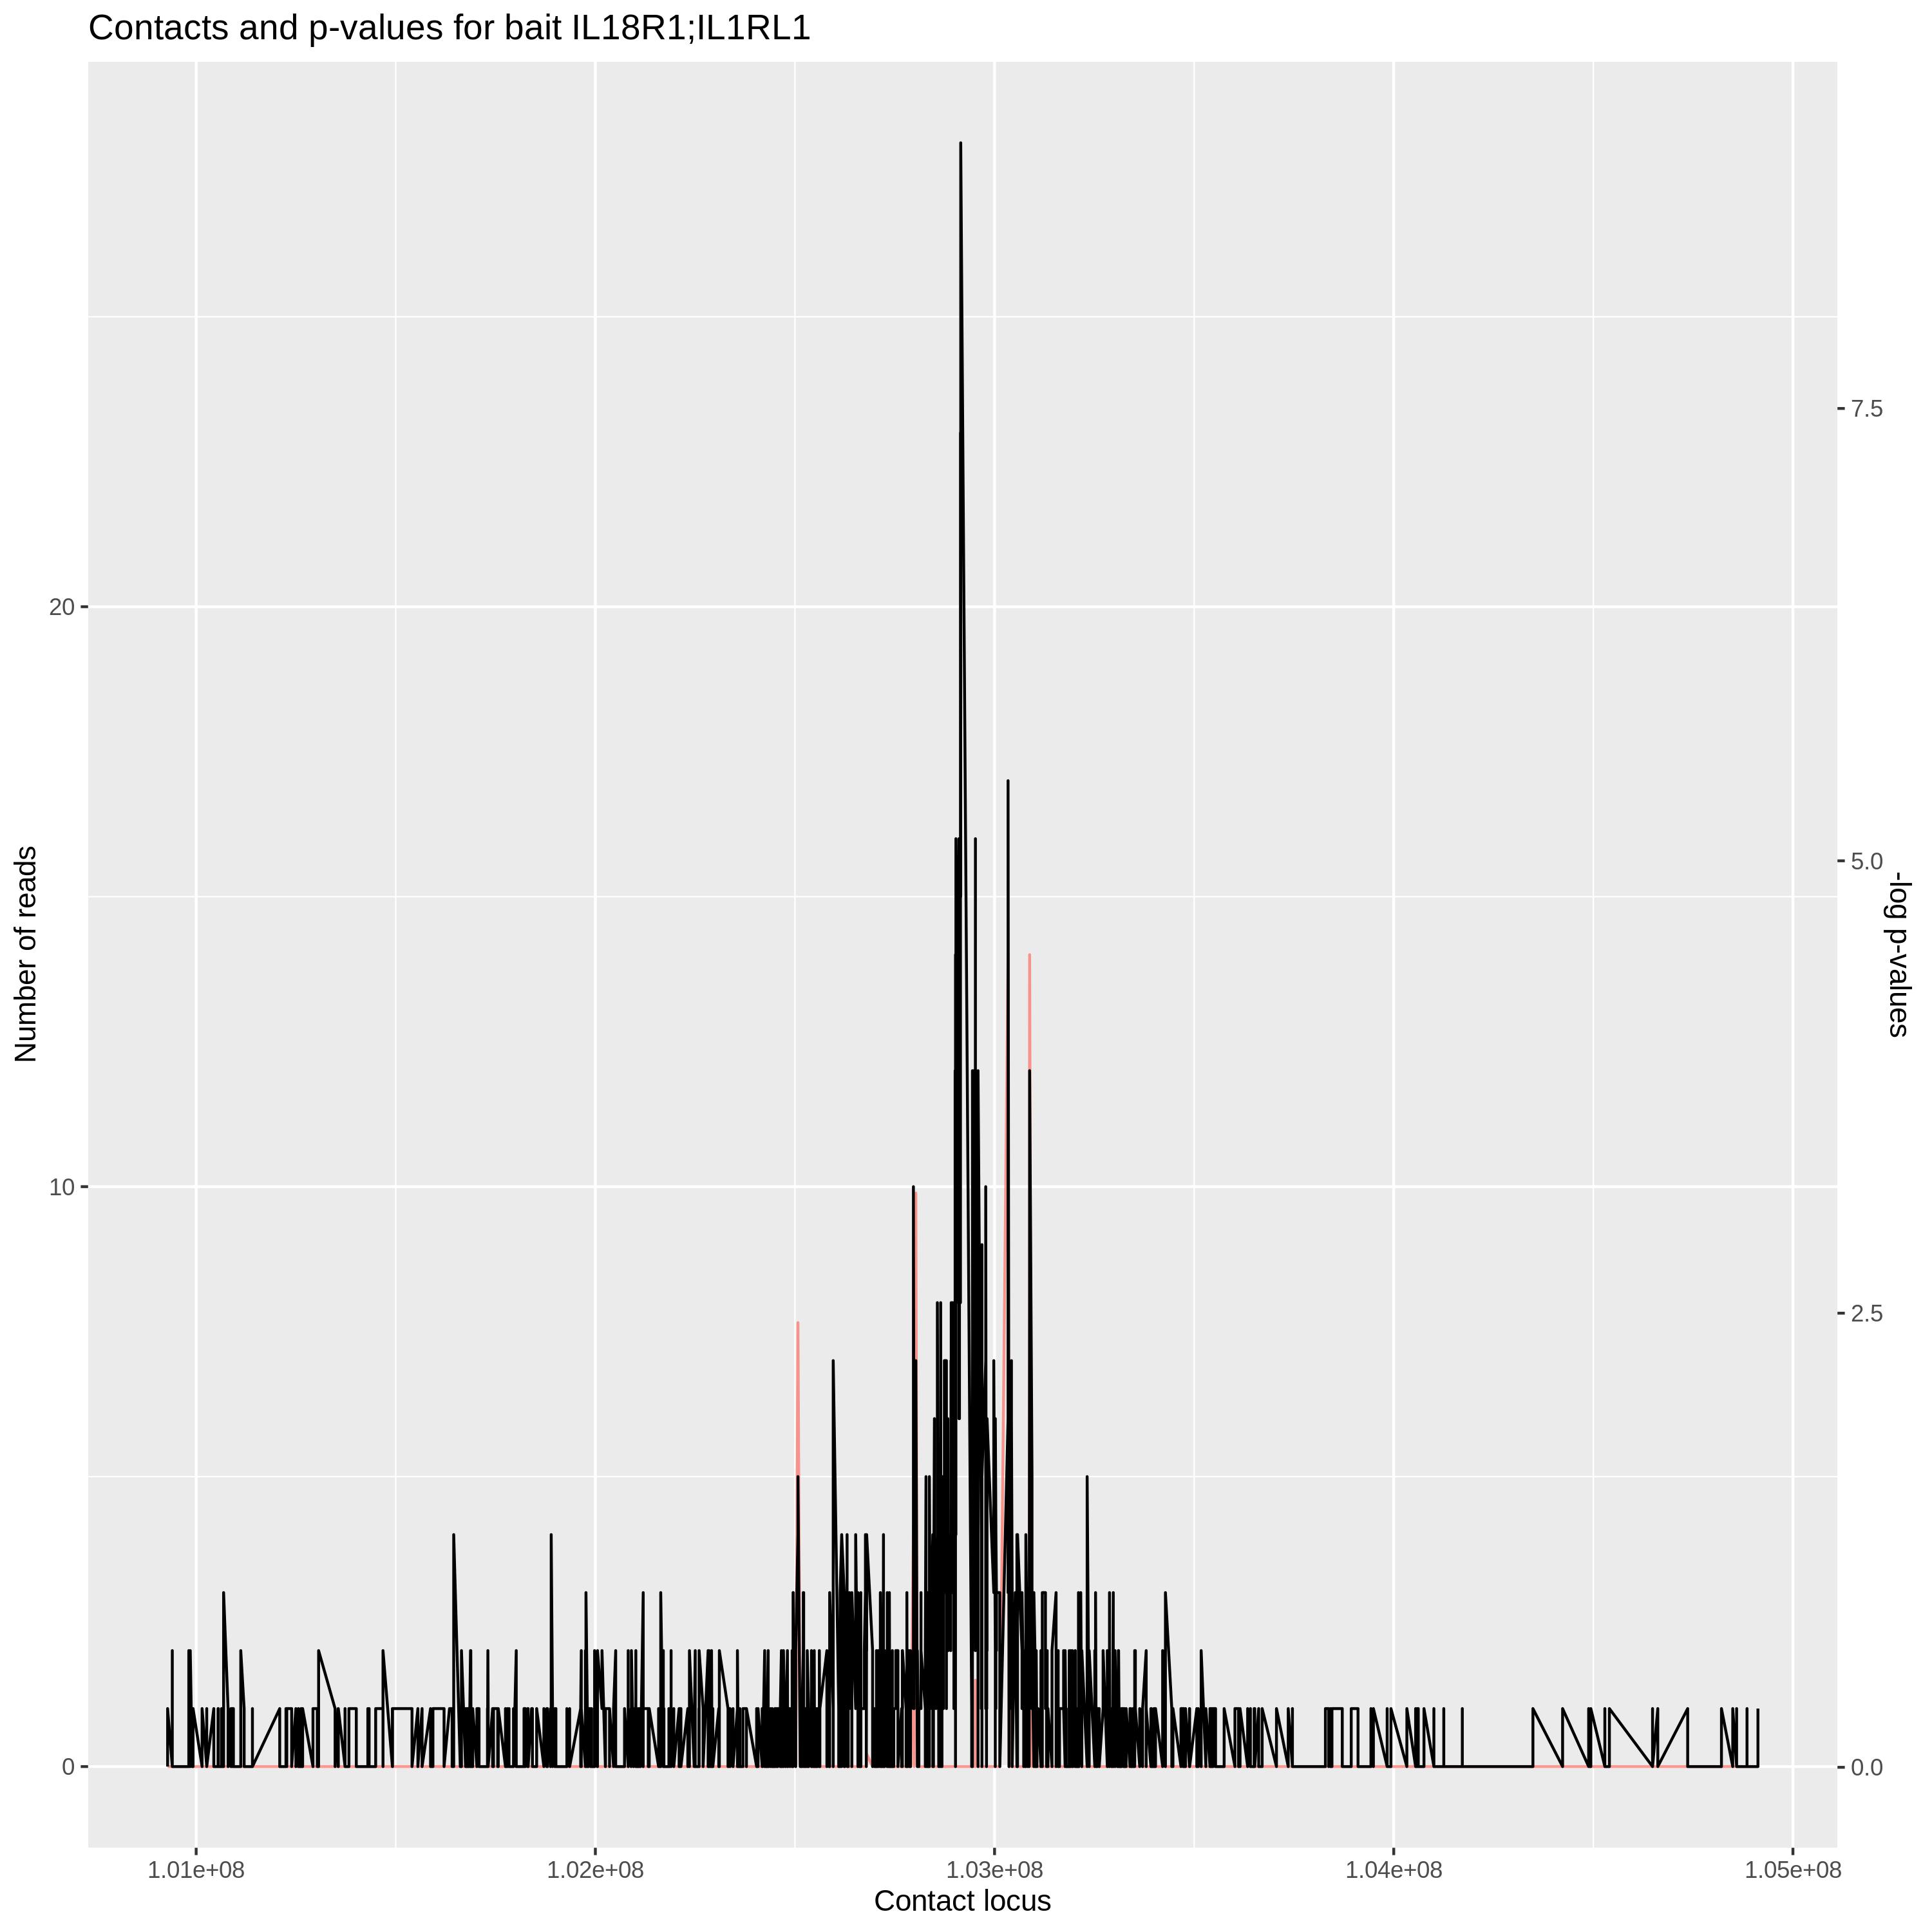 Contacts and p-values for bait IL18R1;IL1RL1
Number of reads
20
10
0
7.5
5.0
2.5
0.0
-log p-values
1.01e+08
1.02e+08
1.03e+08
1.04e+08
1.05e+08
Contact locus